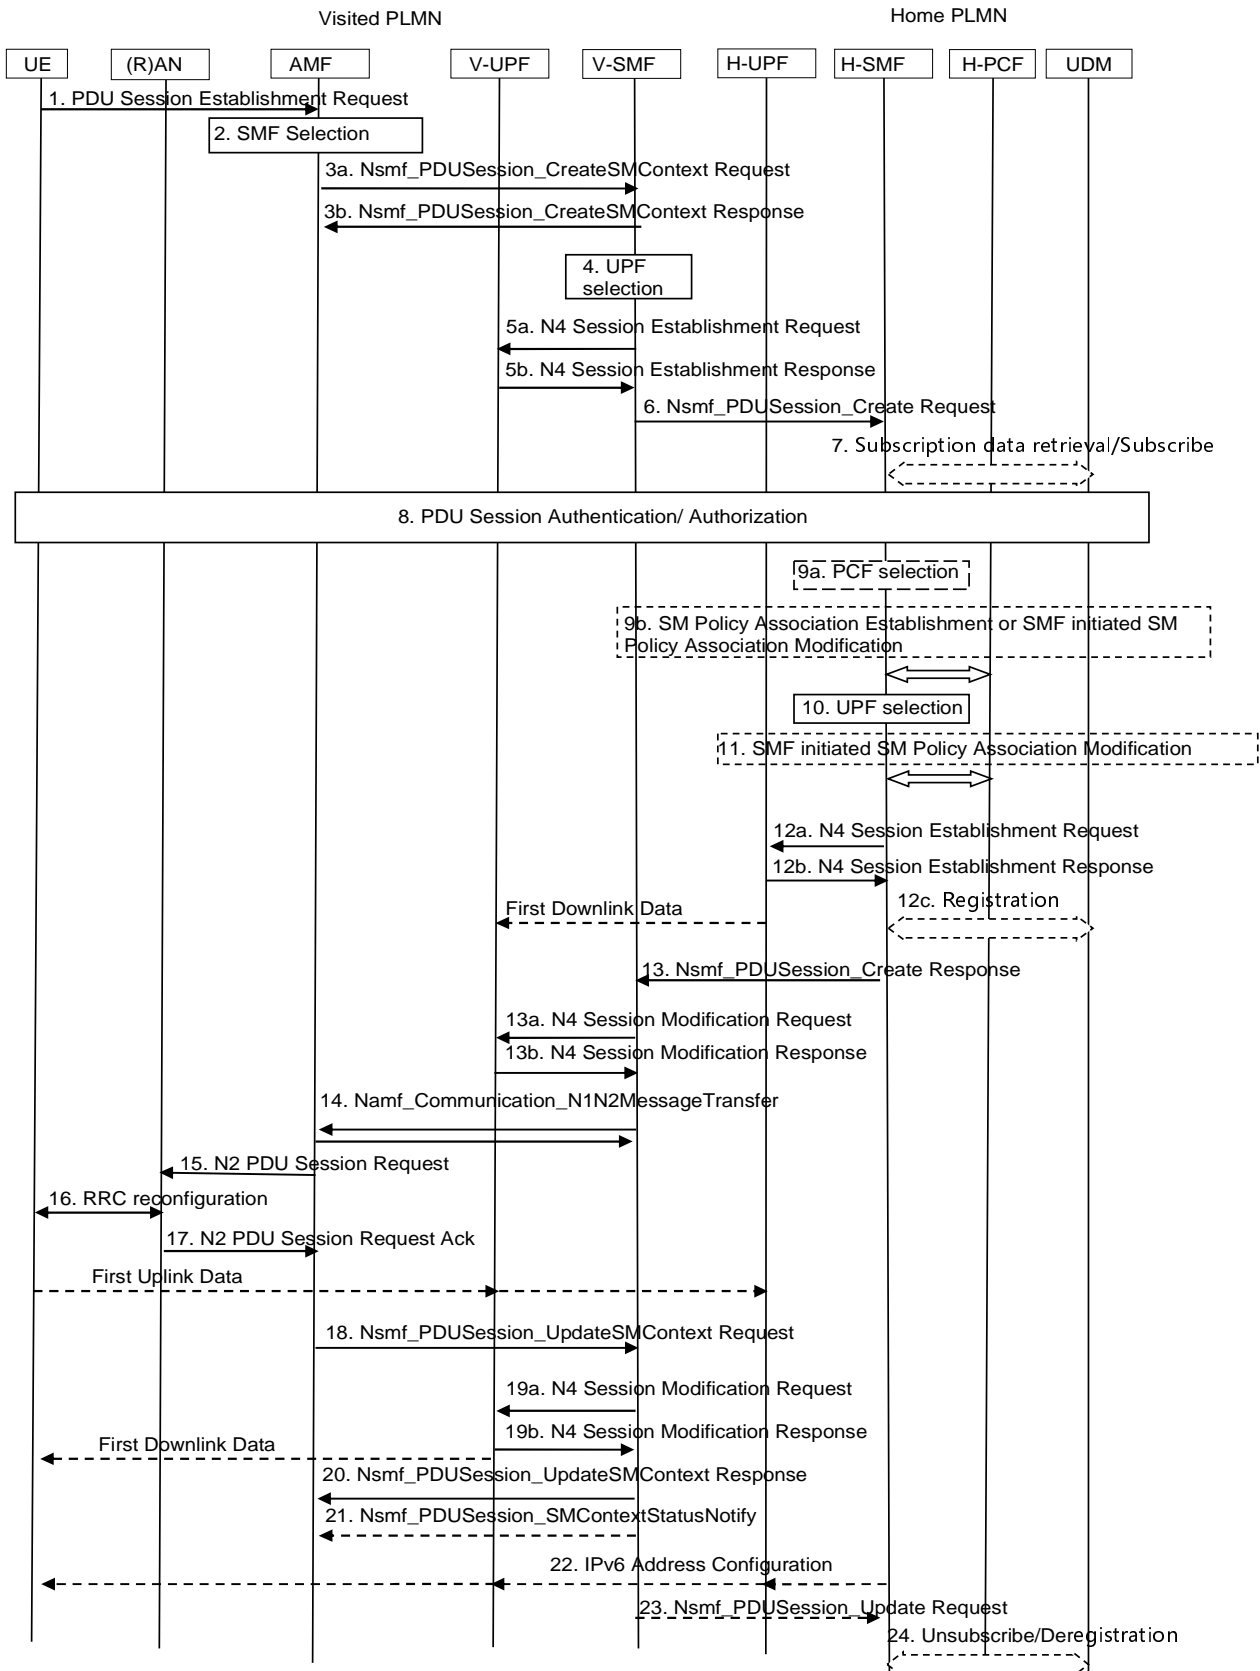 Visited PLMN
Home PLMN
UE
(R)AN
AMF
V-UPF
V-SMF
H-UPF
H-SMF
H-PCF
UDM
1. PDU Session Establishment Request
2. SMF Selection
3a. Nsmf_PDUSession_CreateSMContext Request
3b. Nsmf_PDUSession_CreateSMContext Response
4. UPF
selection
5a. N4 Session Establishment Request
5b. N4 Session Establishment Response
6. Nsmf_PDUSession_Create Request
7. Subscription data retrieval/Subscribe
8. PDU Session Authentication/ Authorization
9a. PCF selection
9b. SM Policy Association Establishment or SMF initiated SM
Policy Association Modification
10. UPF selection
11. SMF initiated SM Policy Association Modification
12a. N4 Session Establishment Request
12b. N4 Session Establishment Response
12c. Registration
First Downlink Data
13. Nsmf_PDUSession_Create Response
13a. N4 Session Modification Request
13b. N4 Session Modification Response
14. Namf_Communication_N1N2MessageTransfer
15. N2 PDU Session Request
16. RRC reconfiguration
17. N2 PDU Session Request Ack
First Uplink Data
18. Nsmf_PDUSession_UpdateSMContext Request
19a. N4 Session Modification Request
19b. N4 Session Modification Response
First Downlink Data
20. Nsmf_PDUSession_UpdateSMContext Response
21. Nsmf_PDUSession_SMContextStatusNotify
22. IPv6 Address Configuration
23. Nsmf_PDUSession_Update Request
24. Unsubscribe/Deregistration